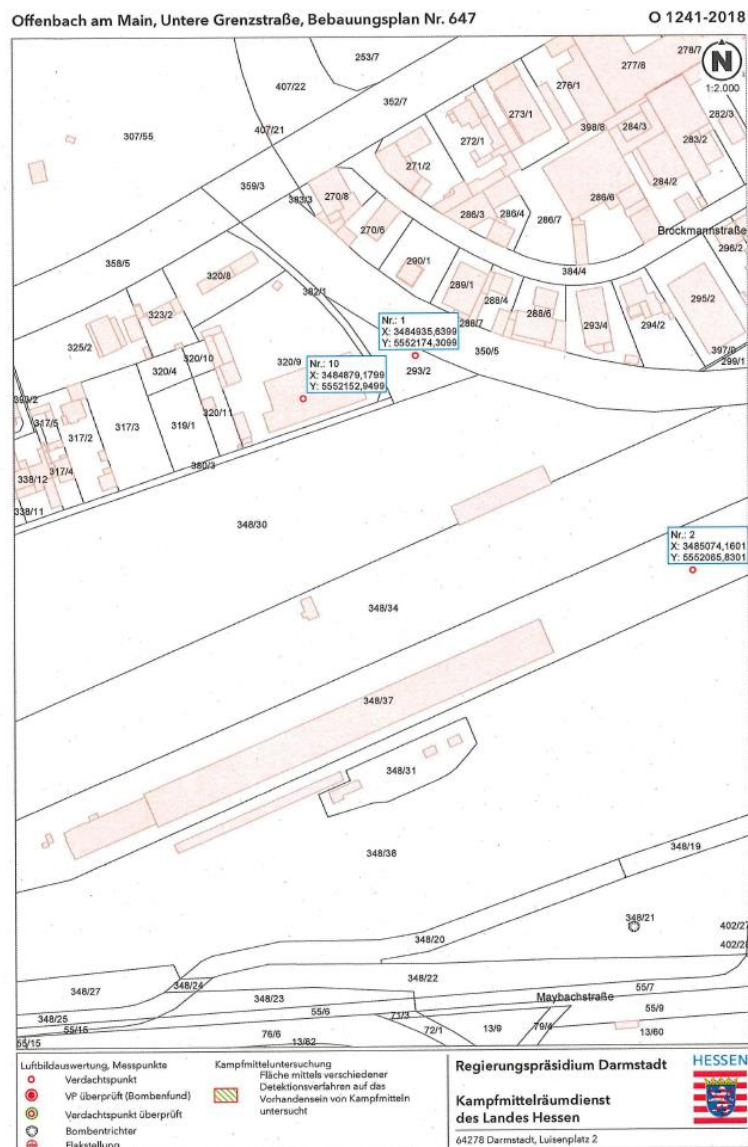 Offenbach am Main, Untere Grenzstraße, Bebauungsplan Nr. 647
O 1241-2018
N
1:2.000
253/7
278/7
277/8
407/22
276/1
352/7
282/3
273/1
307/55
407/21
272/1
398/8
284/3
283/2
271/2
284/2
359/3
383/3
270/8
286/6
286/3
286/4
286/7
270/6
Brockmannstraße
296/2
290/1
358/5
320/8
384/4
289/1
382/1
288/4
295/2
323/2
288/6
293/4
294/2
Nr.: 1
X: 3484935,6399
Y: 5552174,3099
288/7
325/2
350/5
397/9
299/1
320/10
320/9
320/4
293/2
Nr.: 10
X: 3484879,1799
Y: 5552152,9499
317/5
320/11
317/2
317/3
319/1
380/3
317/4
338/12
338/11
348/30
Nr.: 2
X: 3485074,1601
Y: 5552065,8301
348/34
348/37
348/31
348/38
348/19
348/21
402/27
402/28
348/20
348/22
348/27
348/24
55/7
348/23
Maybachstraße
55/6
55/9
348/25
71/3
55/15
76/6
72/1
13/9
79/4
13/60
55/15
13/62
Luftbildauswertung, Messpunkte
Verdachtspunkt
VP überprüft (Bombenfund)
Verdachtspunkt überprüft
Bombentrichter
Flakstellung
Kampfmitteluntersuchung
Fläche mittels verschiedener
Detektionsverfahren auf das
Vorhandensein von Kampfmitteln
untersucht
Regierungspräsidium Darmstadt
HESSEN
Kampfmittelräumdienst
des Landes Hessen
64278 Darmstadt, Luisenplatz 2